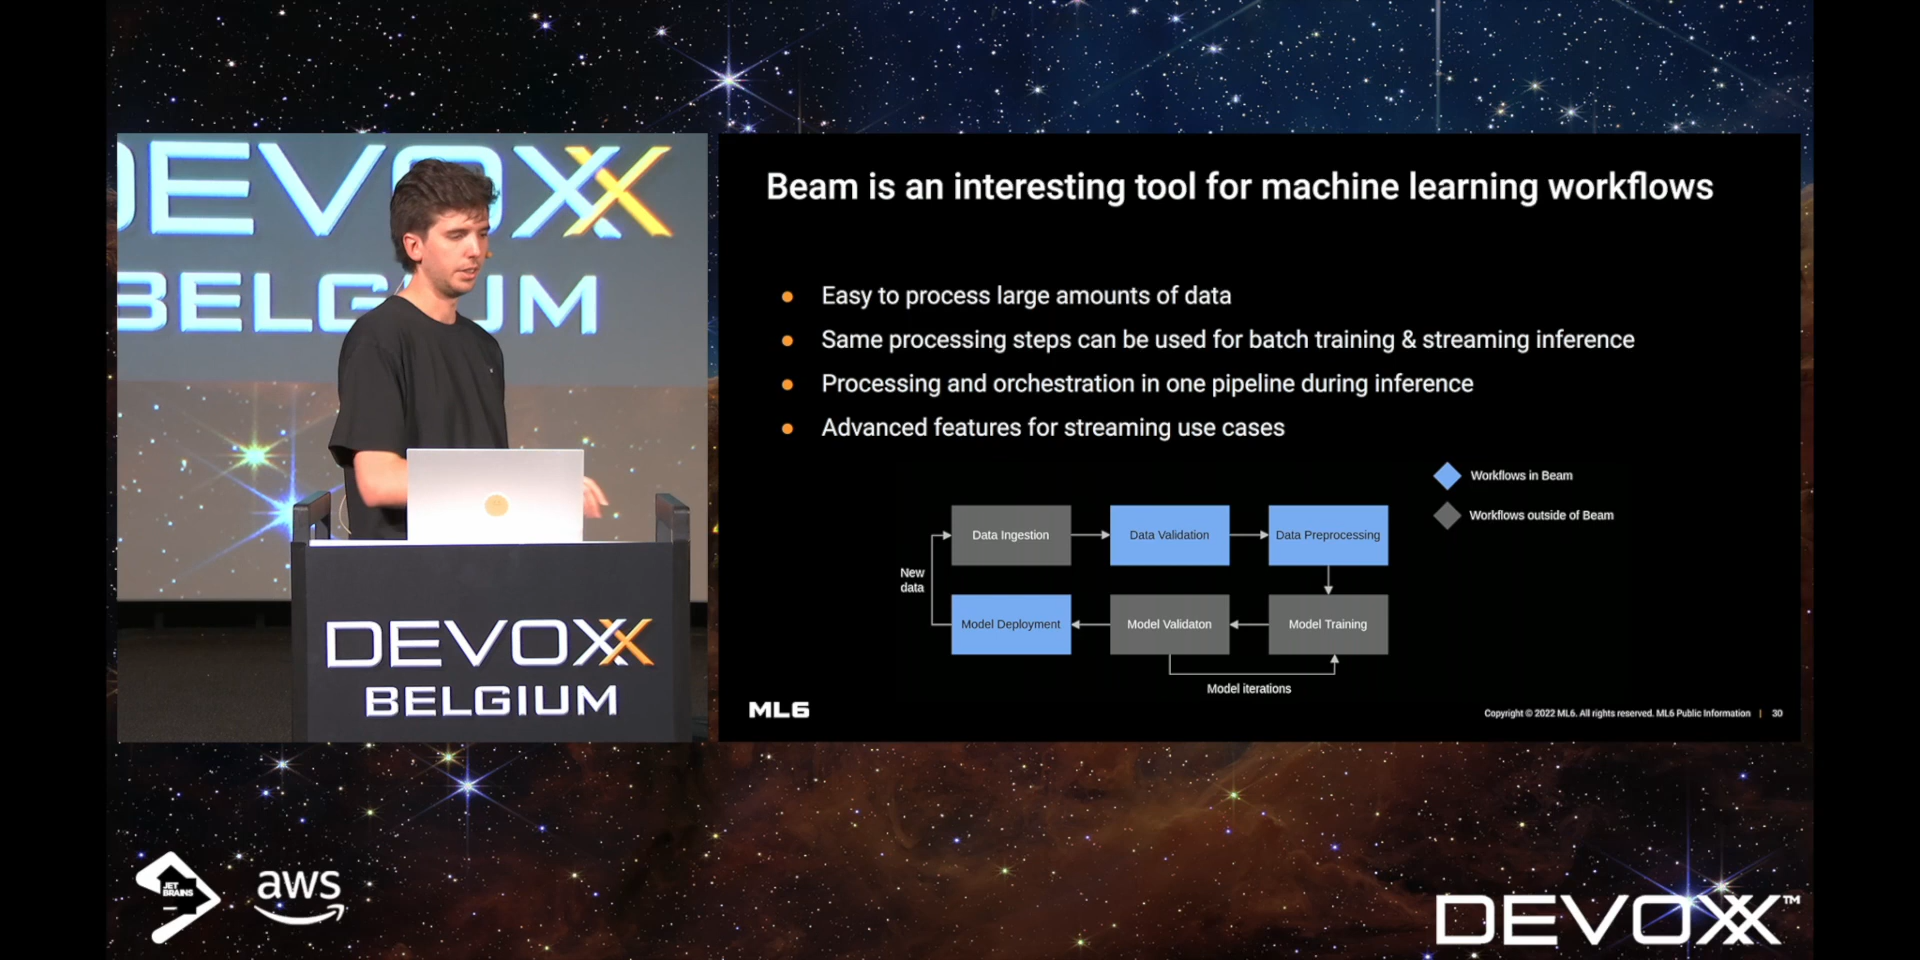 DEVOXX
BELGIUM
Beam is an interesting tool for machine learning workflows
Easy to process large amounts of data
Same processing steps can be used for batch training & streaming inference
Processing and orchestration in one pipeline during inference
Advanced features for streaming use cases
Workflows in Beam
Workflows outside of Beam
Data Ingestion
Data Validation
Data Preprocessing
New
data
Model Deployment
Model Validaton
Model Training
Model iterations
ML6
Copyright © 2022 ML6. All rights reserved. ML6 Public Information | 30
DEVOXX
BELGIUM
JET
BRAINS
aws
DEVOXX™